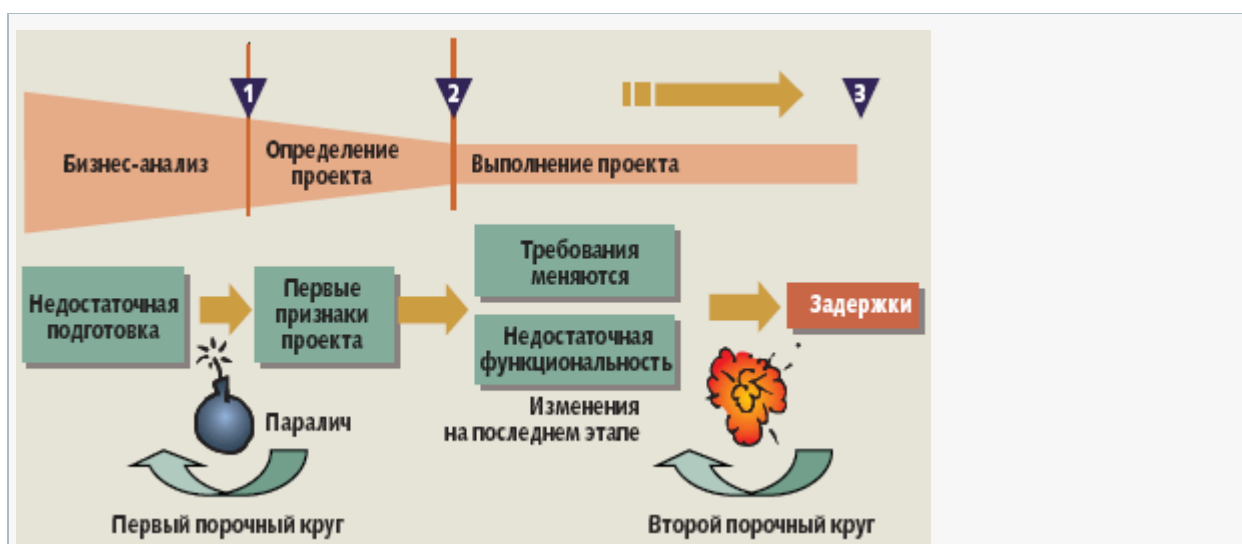 1
2
3
Бизнес-анализ
Определение
проекта
Выполнение проекта
Недостаточная
подготовка
Первые
признаки
проекта
Требования
меняются
Недостаточная
функциональность
Задержки
Паралич
Изменения
на последнем этапе
Первый порочный круг
Второй порочный круг